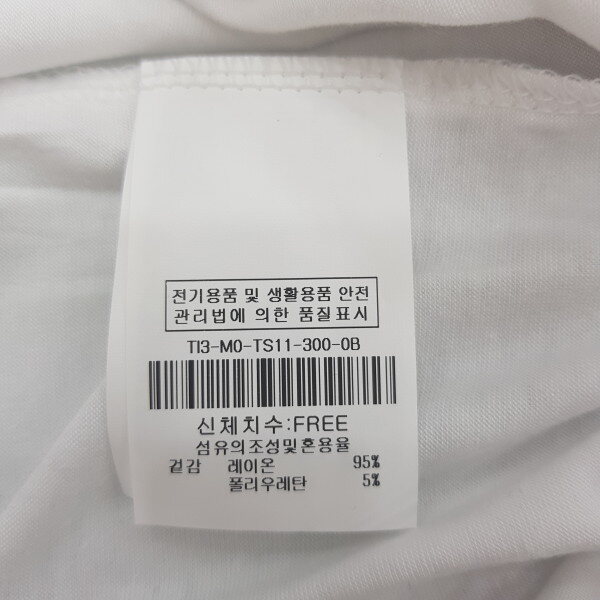 전기용품 및 생활용품 안전
관리법에 의한 품질표시
TI3-M0-TS11-300-0B
신체치수:FREE
섬유의조성및혼용율
겉감 레이온 95%
폴리우레탄 5%